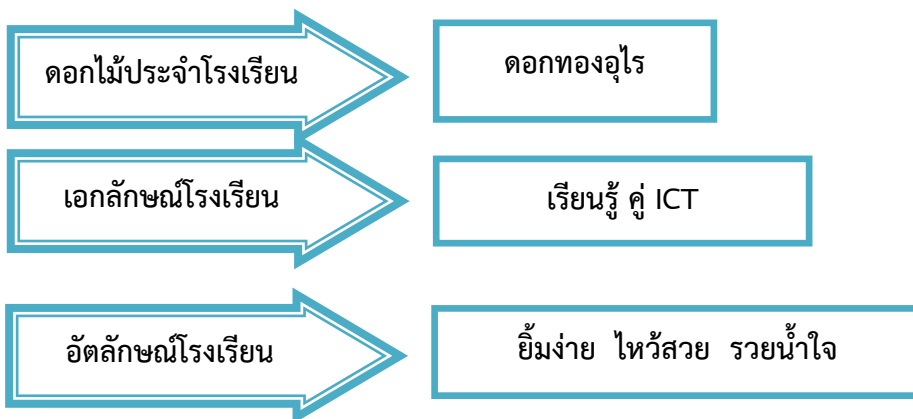 ดอกไม้ประจำโรงเรียน
ดอกทองอุไร
เอกลักษณ์โรงเรียน
เรียนรู้ คู่ ICT
อัตลักษณ์โรงเรียน
ยิ้มง่าย ไหว้สวย รวยน้ำใจ